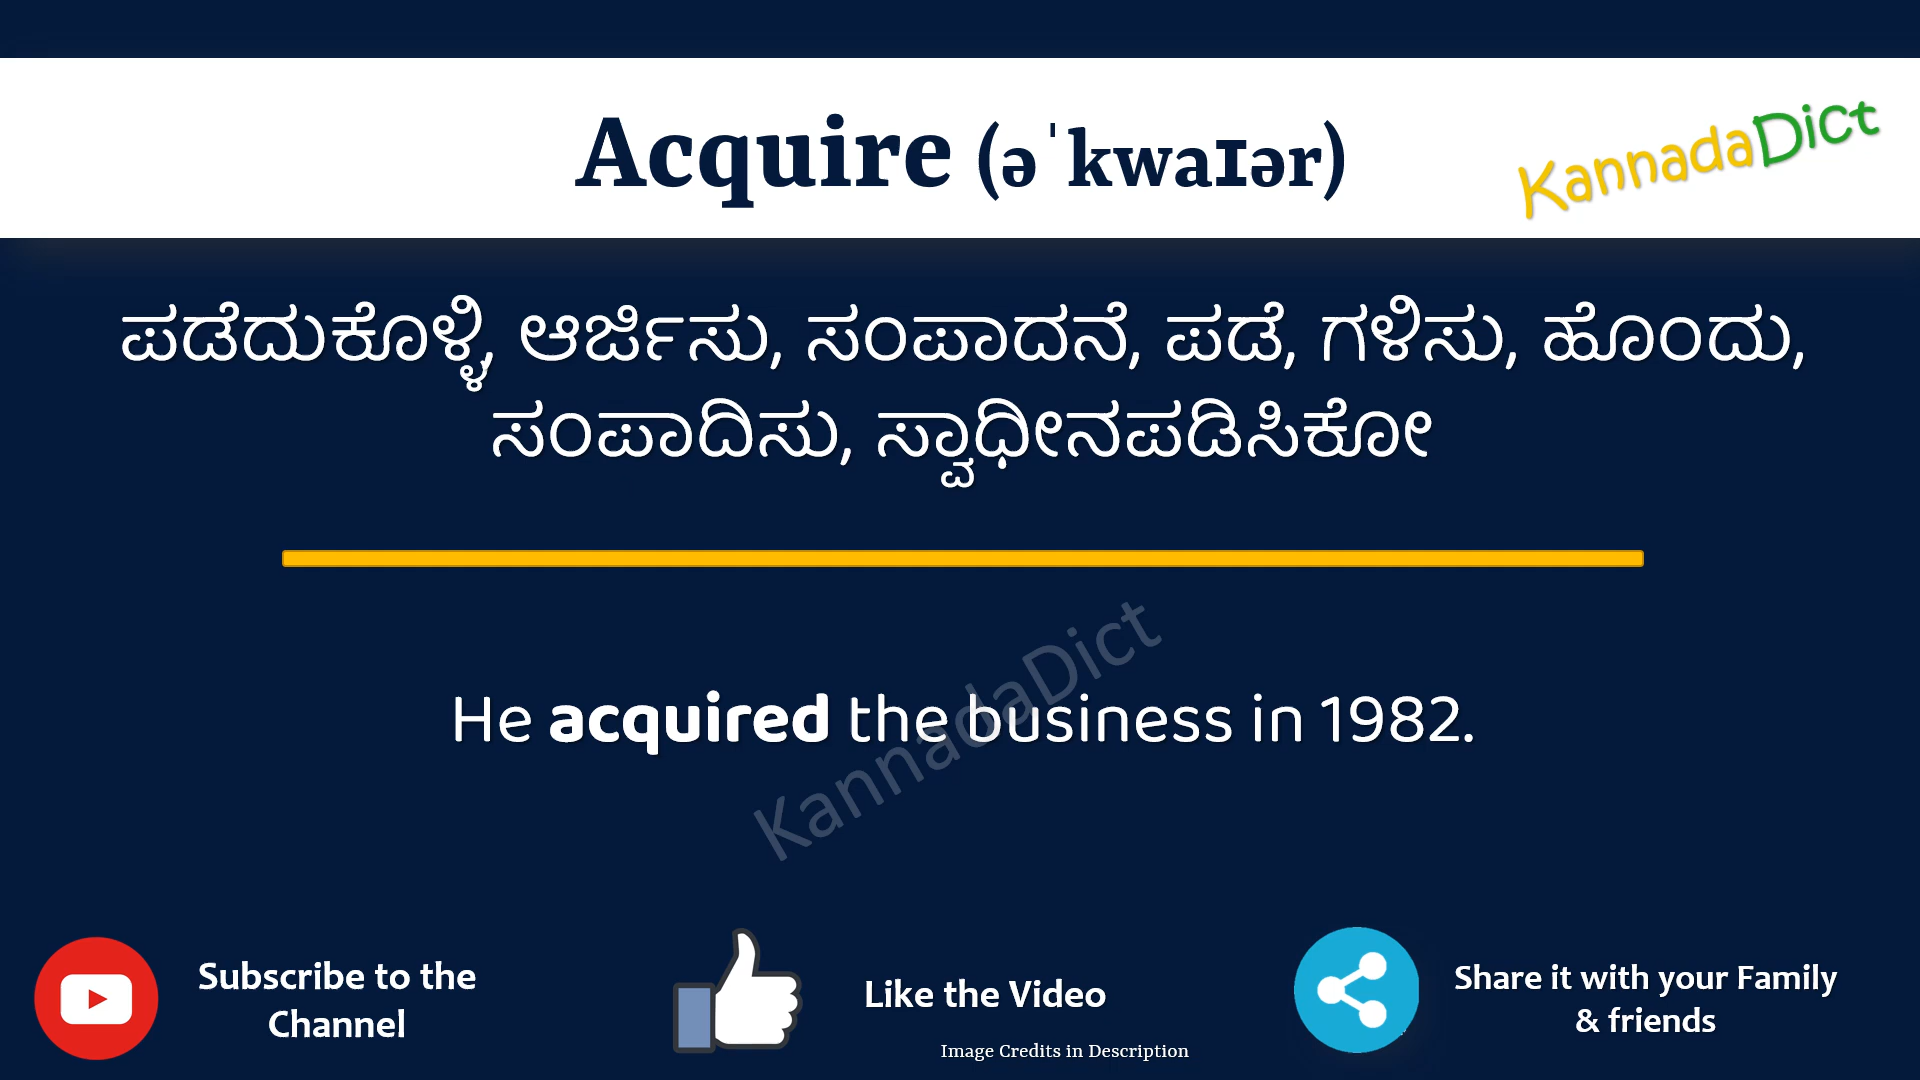 Acquire (əˈkwaɪər)
KannadaDict
ಪಡೆದುಕೊಳ್ಳಿ, ಆರ್ಜಿಸು, ಸಂಪಾದನೆ, ಪಡೆ, ಗಳಿಸು, ಹೊಂದು,
ಸಂಪಾದಿಸು, ಸ್ವಾಧೀನಪಡಿಸಿಕೋ
He acquired the business in 1982.
KannadaDict
Subscribe to the
Channel
Like the Video
Share it with your Family
& friends
Image Credits in Description